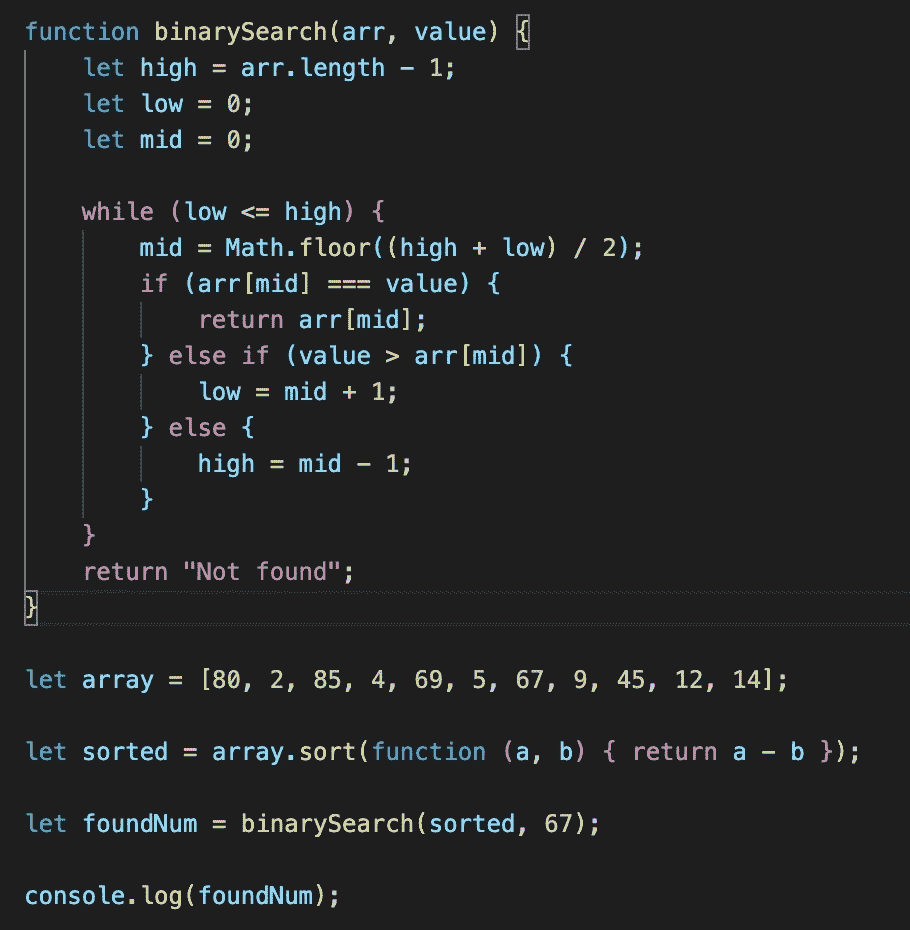 function binarySearch(arr, value) {
    let high = arr.length - 1;
    let low = 0;
    let mid = 0;

    while (low <= high) {
        mid = Math.floor((high + low) / 2);
        if (arr[mid] === value) {
            return arr[mid];
        } else if (value > arr[mid]) {
            low = mid + 1;
        } else {
            high = mid - 1;
        }
    }
    return "Not found";
}

let array = [80, 2, 85, 4, 69, 5, 67, 9, 45, 12, 14];

let sorted = array.sort(function (a, b) { return a - b });

let foundNum = binarySearch(sorted, 67);

console.log(foundNum);